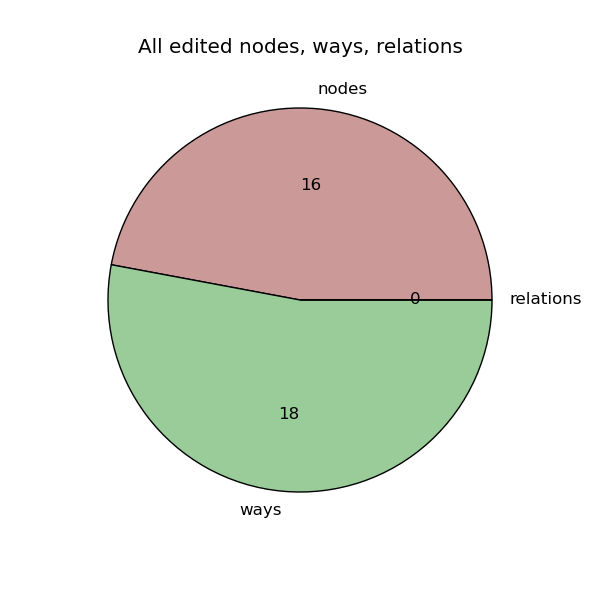 All edited nodes, ways, relations
nodes
16
0
relations
18
ways